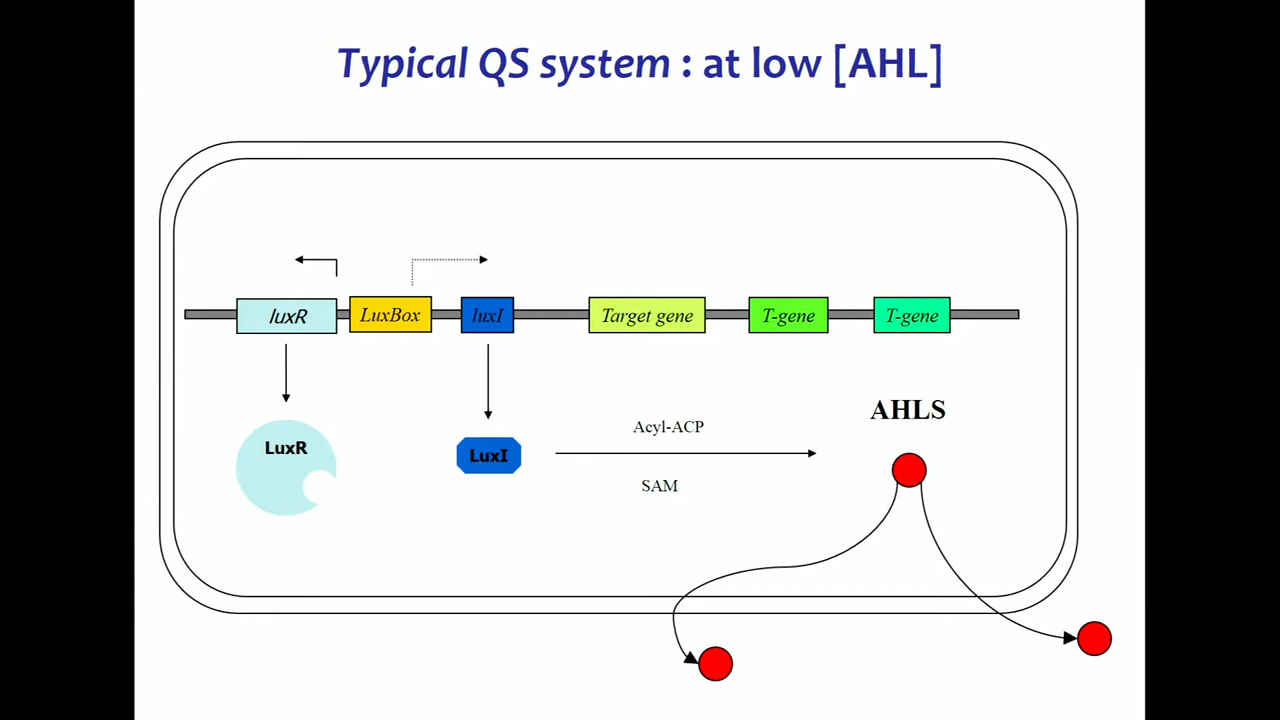 Typical QS system : at low [AHL]
luxR
LuxBox
luxI
Target gene
T-gene
T-gene
AHLS
Acyl-ACP
LuxR
LuxI
SAM